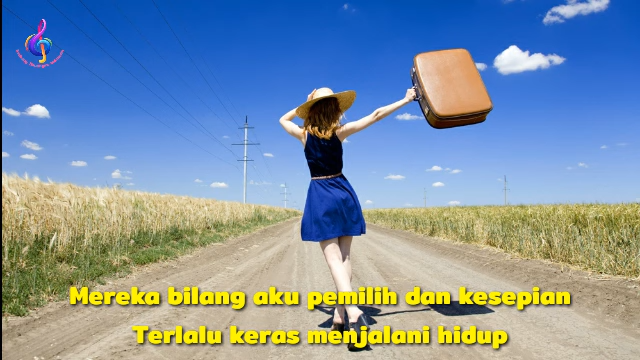 Mereka bilang aku pemilih dan kesepian
Terlalu keras menjalani hidup